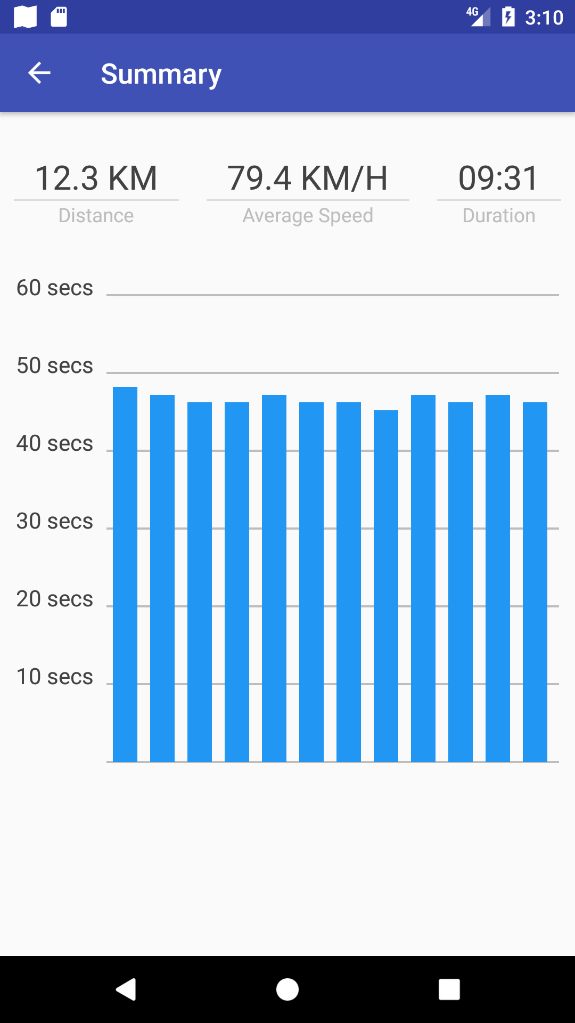 4G 3:10
Summary
12.3 KM 79.4 KM/H 09:31
Distance Average Speed Duration
60 secs
50 secs
40 secs
30 secs
20 secs
10 secs